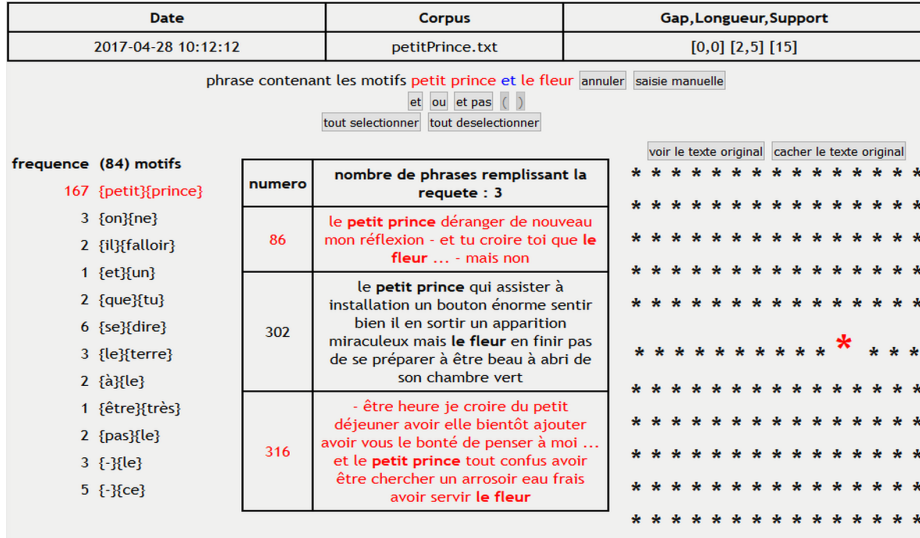 Date Corpus Gap,Longueur,Support
2017-04-28 10:12:12 petitPrince.txt [0,0] [2,5] [15]
phrase contenant les motifs petit prince et le fleur annuler saisie manuelle
et ou et pas ( )
tout selectionner tout deselectionner
voir le texte original cacher le texte original
frequence (84) motifs
167 {petit}{prince}
3 {on}{ne}
2 {il}{falloir}
1 {et}{un}
2 {que}{tu}
6 {se}{dire}
3 {le}{terre}
2 {à}{le}
1 {être}{très}
2 {pas}{le}
3 {-}{le}
5 {-}{ce}
numero nombre de phrases remplissant la
requete : 3
86
le petit prince déranger de nouveau
mon réflexion - et tu croire toi que le
fleur ... - mais non
302
le petit prince qui assister à
installation un bouton énorme sentir
bien il en sortir un apparition
miraculeux mais le fleur en finir pas
de se préparer à être beau à abri de
son chambre vert
316
- être heure je croire du petit
déjeuner avoir elle bientôt ajouter
avoir vous le bonté de penser à moi ...
et le petit prince tout confus avoir
être chercher un arrosoir eau frais
avoir servir le fleur
* * * * * * * * * * * * * * *
* * * * * * * * * * * * * * *
* * * * * * * * * * * * * * *
* * * * * * * * * * * * * * *
* * * * * * * * * * * * * * *
* * * * * * * * * * * * * *
* * * * * * * * * * * * * * *
* * * * * * * * * * * * * * *
* * * * * * * * * * * * * * *
* * * * * * * * * * * * * * *
* * * * * * * * * * * * * * *